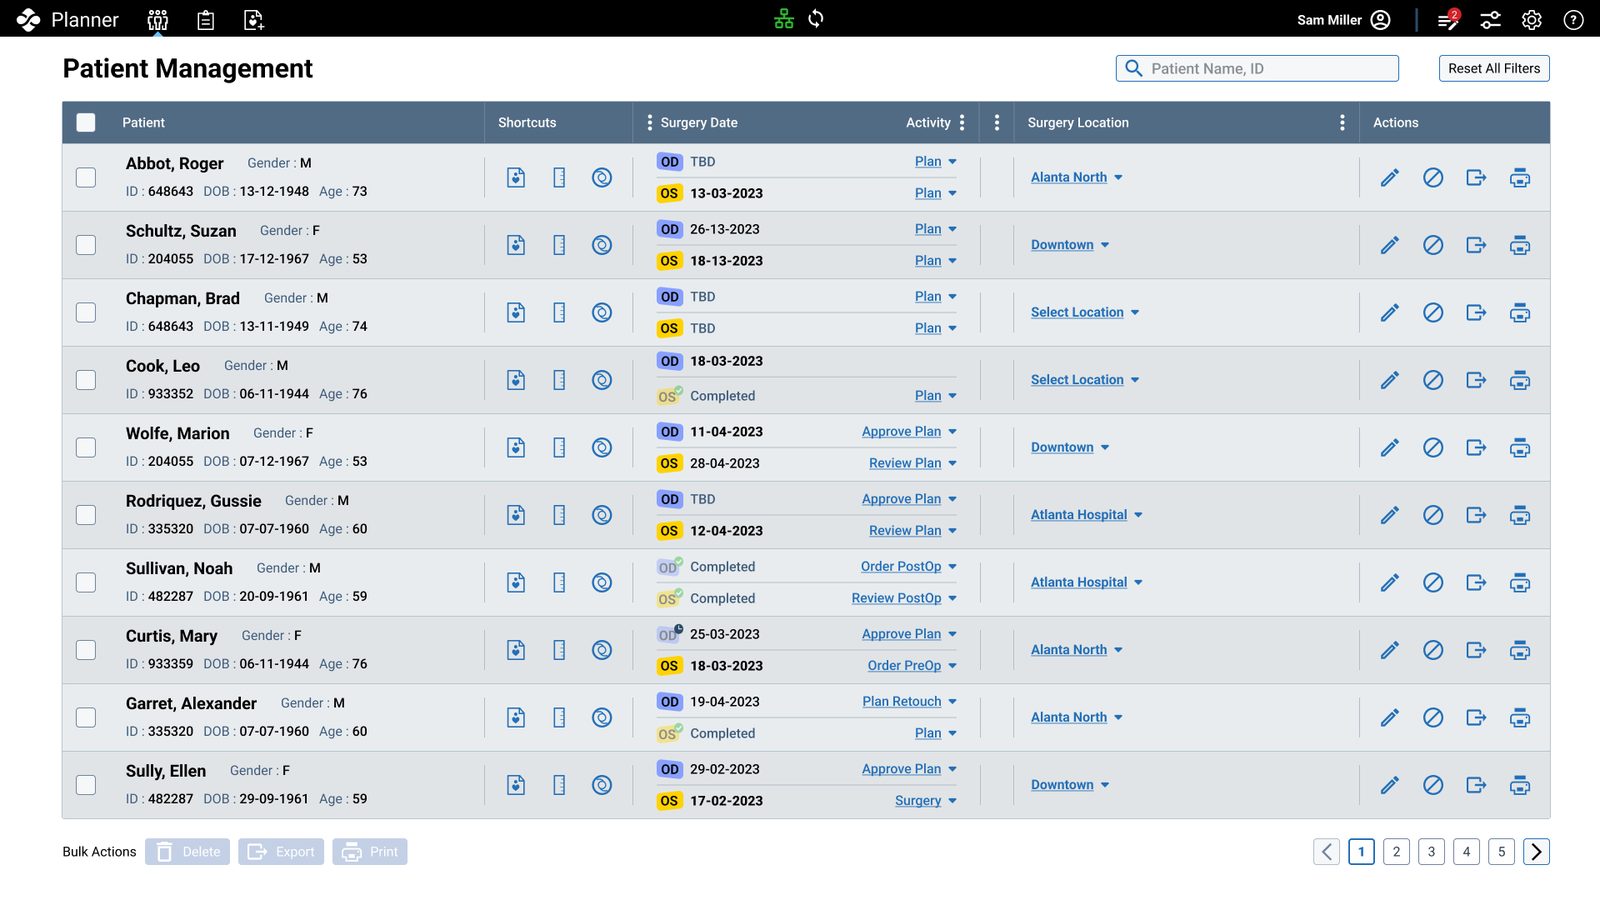 Planner
Sam Miller
2
Patient Management
Patient Name, ID
Reset All Filters
Patient Shortcuts Surgery Date Activity Surgery Location Actions
Abbot, Roger Gender : M
ID : 648643 DOB : 13-12-1948 Age : 73
OD TBD Plan
OS 13-03-2023 Plan
Alanta North
Schultz, Suzan Gender : F
ID : 204055 DOB : 17-12-1967 Age : 53
OD 26-13-2023 Plan
OS 18-13-2023 Plan
Downtown
Chapman, Brad Gender : M
ID : 648643 DOB : 13-11-1949 Age : 74
OD TBD Plan
OS TBD Plan
Select Location
Cook, Leo Gender : M
ID : 933352 DOB : 06-11-1944 Age : 76
OD 18-03-2023
OS Completed Plan
Select Location
Wolfe, Marion Gender : F
ID : 204055 DOB : 07-12-1967 Age : 53
OD 11-04-2023 Approve Plan
OS 28-04-2023 Review Plan
Downtown
Rodriquez, Gussie Gender : M
ID : 335320 DOB : 07-07-1960 Age : 60
OD TBD Approve Plan
OS 12-04-2023 Review Plan
Atlanta Hospital
Sullivan, Noah Gender : M
ID : 482287 DOB : 20-09-1961 Age : 59
OD Completed Order PostOp
OS Completed Review PostOp
Atlanta Hospital
Curtis, Mary Gender : F
ID : 933359 DOB : 06-11-1944 Age : 76
OD 25-03-2023 Approve Plan
OS 18-03-2023 Order PreOp
Alanta North
Garret, Alexander Gender : M
ID : 335320 DOB : 07-07-1960 Age : 60
OD 19-04-2023 Plan Retouch
OS Completed Plan
Alanta North
Sully, Ellen Gender : F
ID : 482287 DOB : 29-09-1961 Age : 59
OD 29-02-2023 Approve Plan
OS 17-02-2023 Surgery
Downtown
Bulk Actions Delete Export Print
1 2 3 4 5